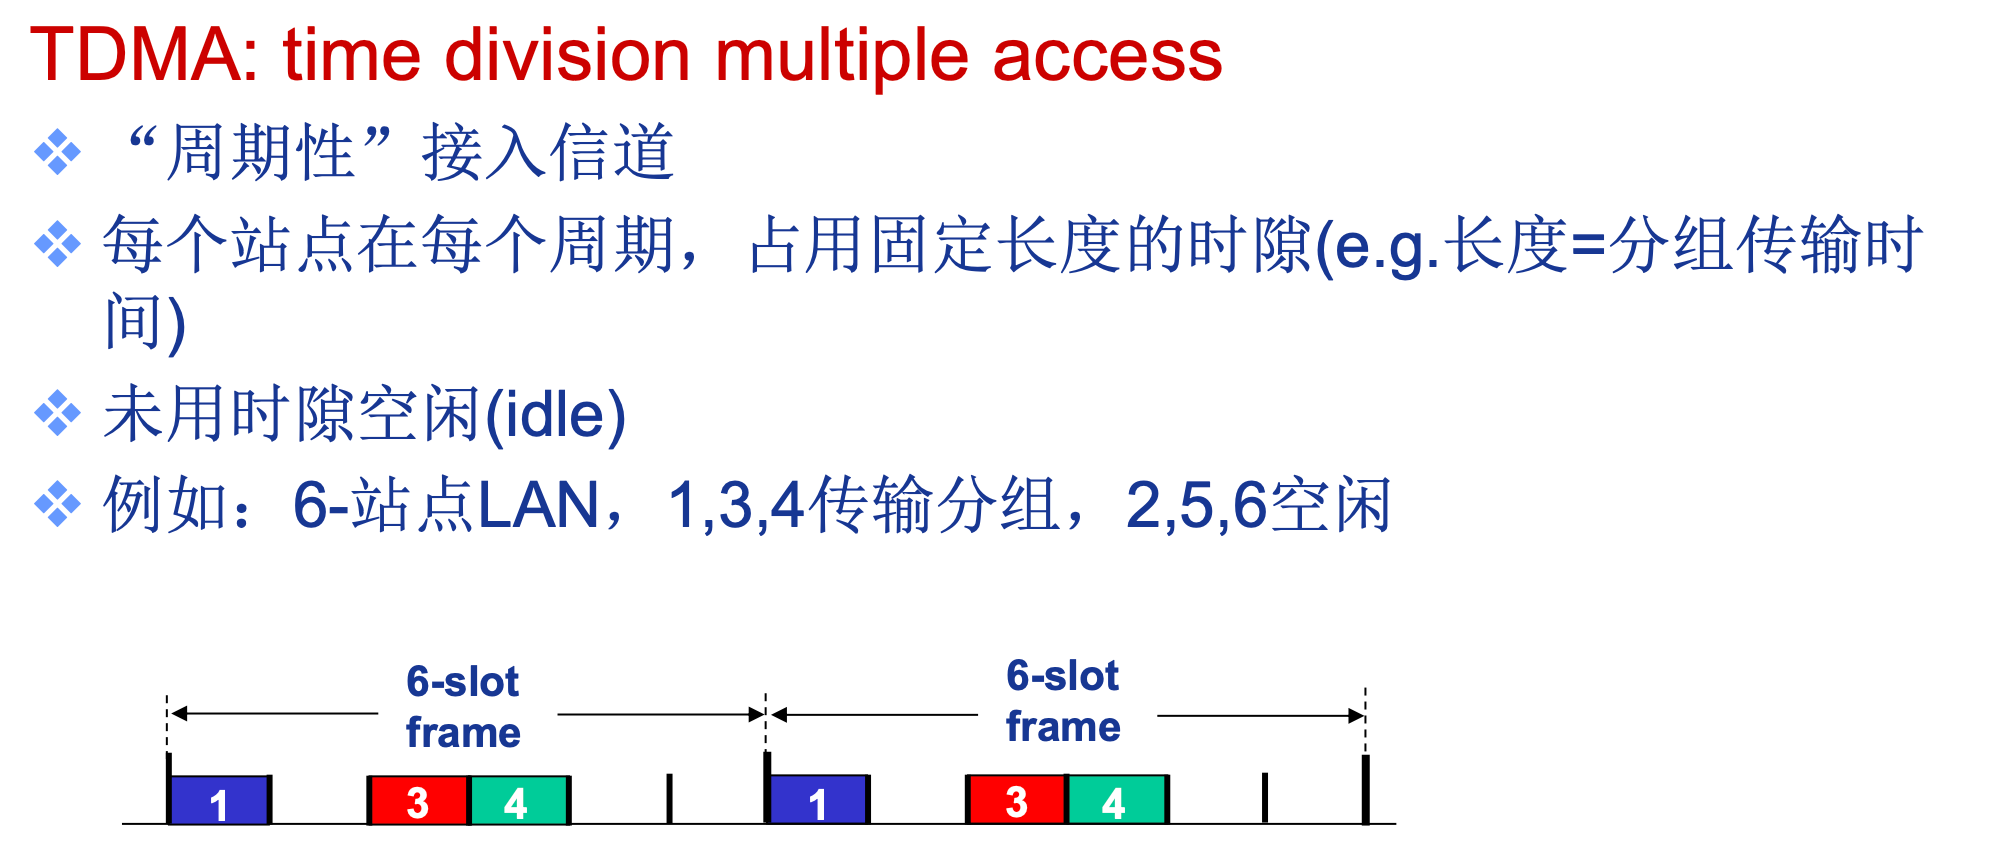 TDMA: time division multiple access
“周期性”接入信道
每个站点在每个周期，占用固定长度的时隙(e.g.长度=分组传输时
间)
未用时隙空闲(idle)
例如：6-站点LAN，1,3,4传输分组，2,5,6空闲
6-slot
frame
6-slot
frame
1
3
4
1
3
4